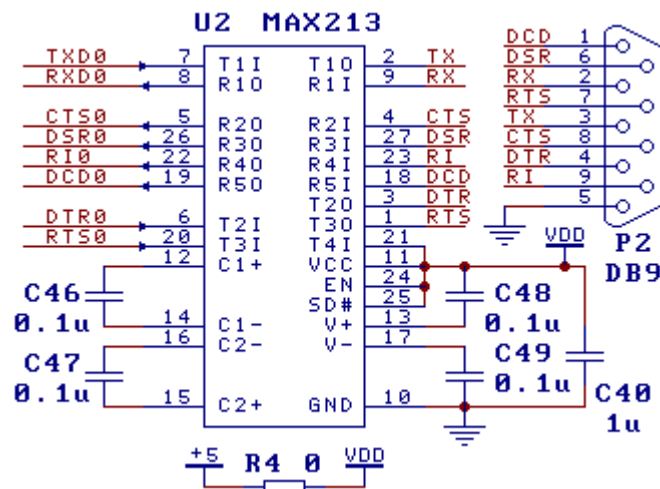 U2 MAX213
TXD0 7 T1I T1O 2 TX
RXD0 8 R1O R1I 9 RX
CTS0 5 R2O R2I 4 CTS
DSR0 26 R3O R3I 27 DSR
RI0 22 R4O R4I 23 RI
DCD0 19 R5O R5I 18 DCD
T2O 3 DTR
DTR0 6 T2I T3O 1 RTS
RTS0 20 T3I T4I 21
12 C1+ VCC 11
EN 24
SD# 25
14 C1- V+ 13
16 C2- V- 17
15 C2+ GND 10
C46
0.1u
C47
0.1u
C48
0.1u
C49
0.1u
C40
1u
VDD
DCD 1
DSR 6
RX 2
RTS 7
TX 3
CTS 8
DTR 4
RI 9
5
P2
DB9
+5 R4 0 VDD